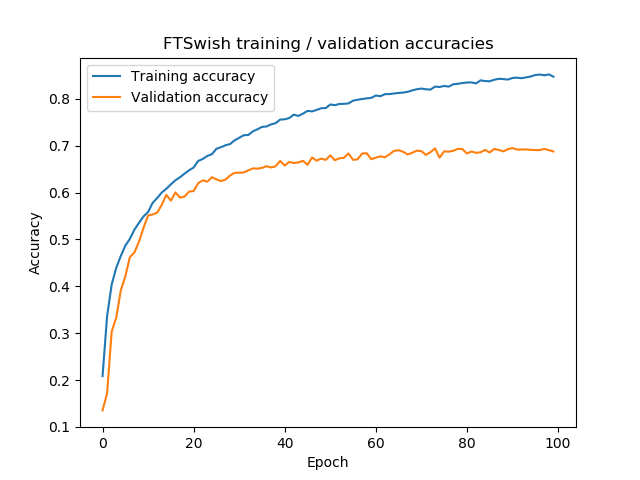 FTSwish training / validation accuracies
Training accuracy
Validation accuracy
Accuracy
0.8
0.7
0.6
0.5
0.4
0.3
0.2
0.1
0 20 40 60 80 100
Epoch